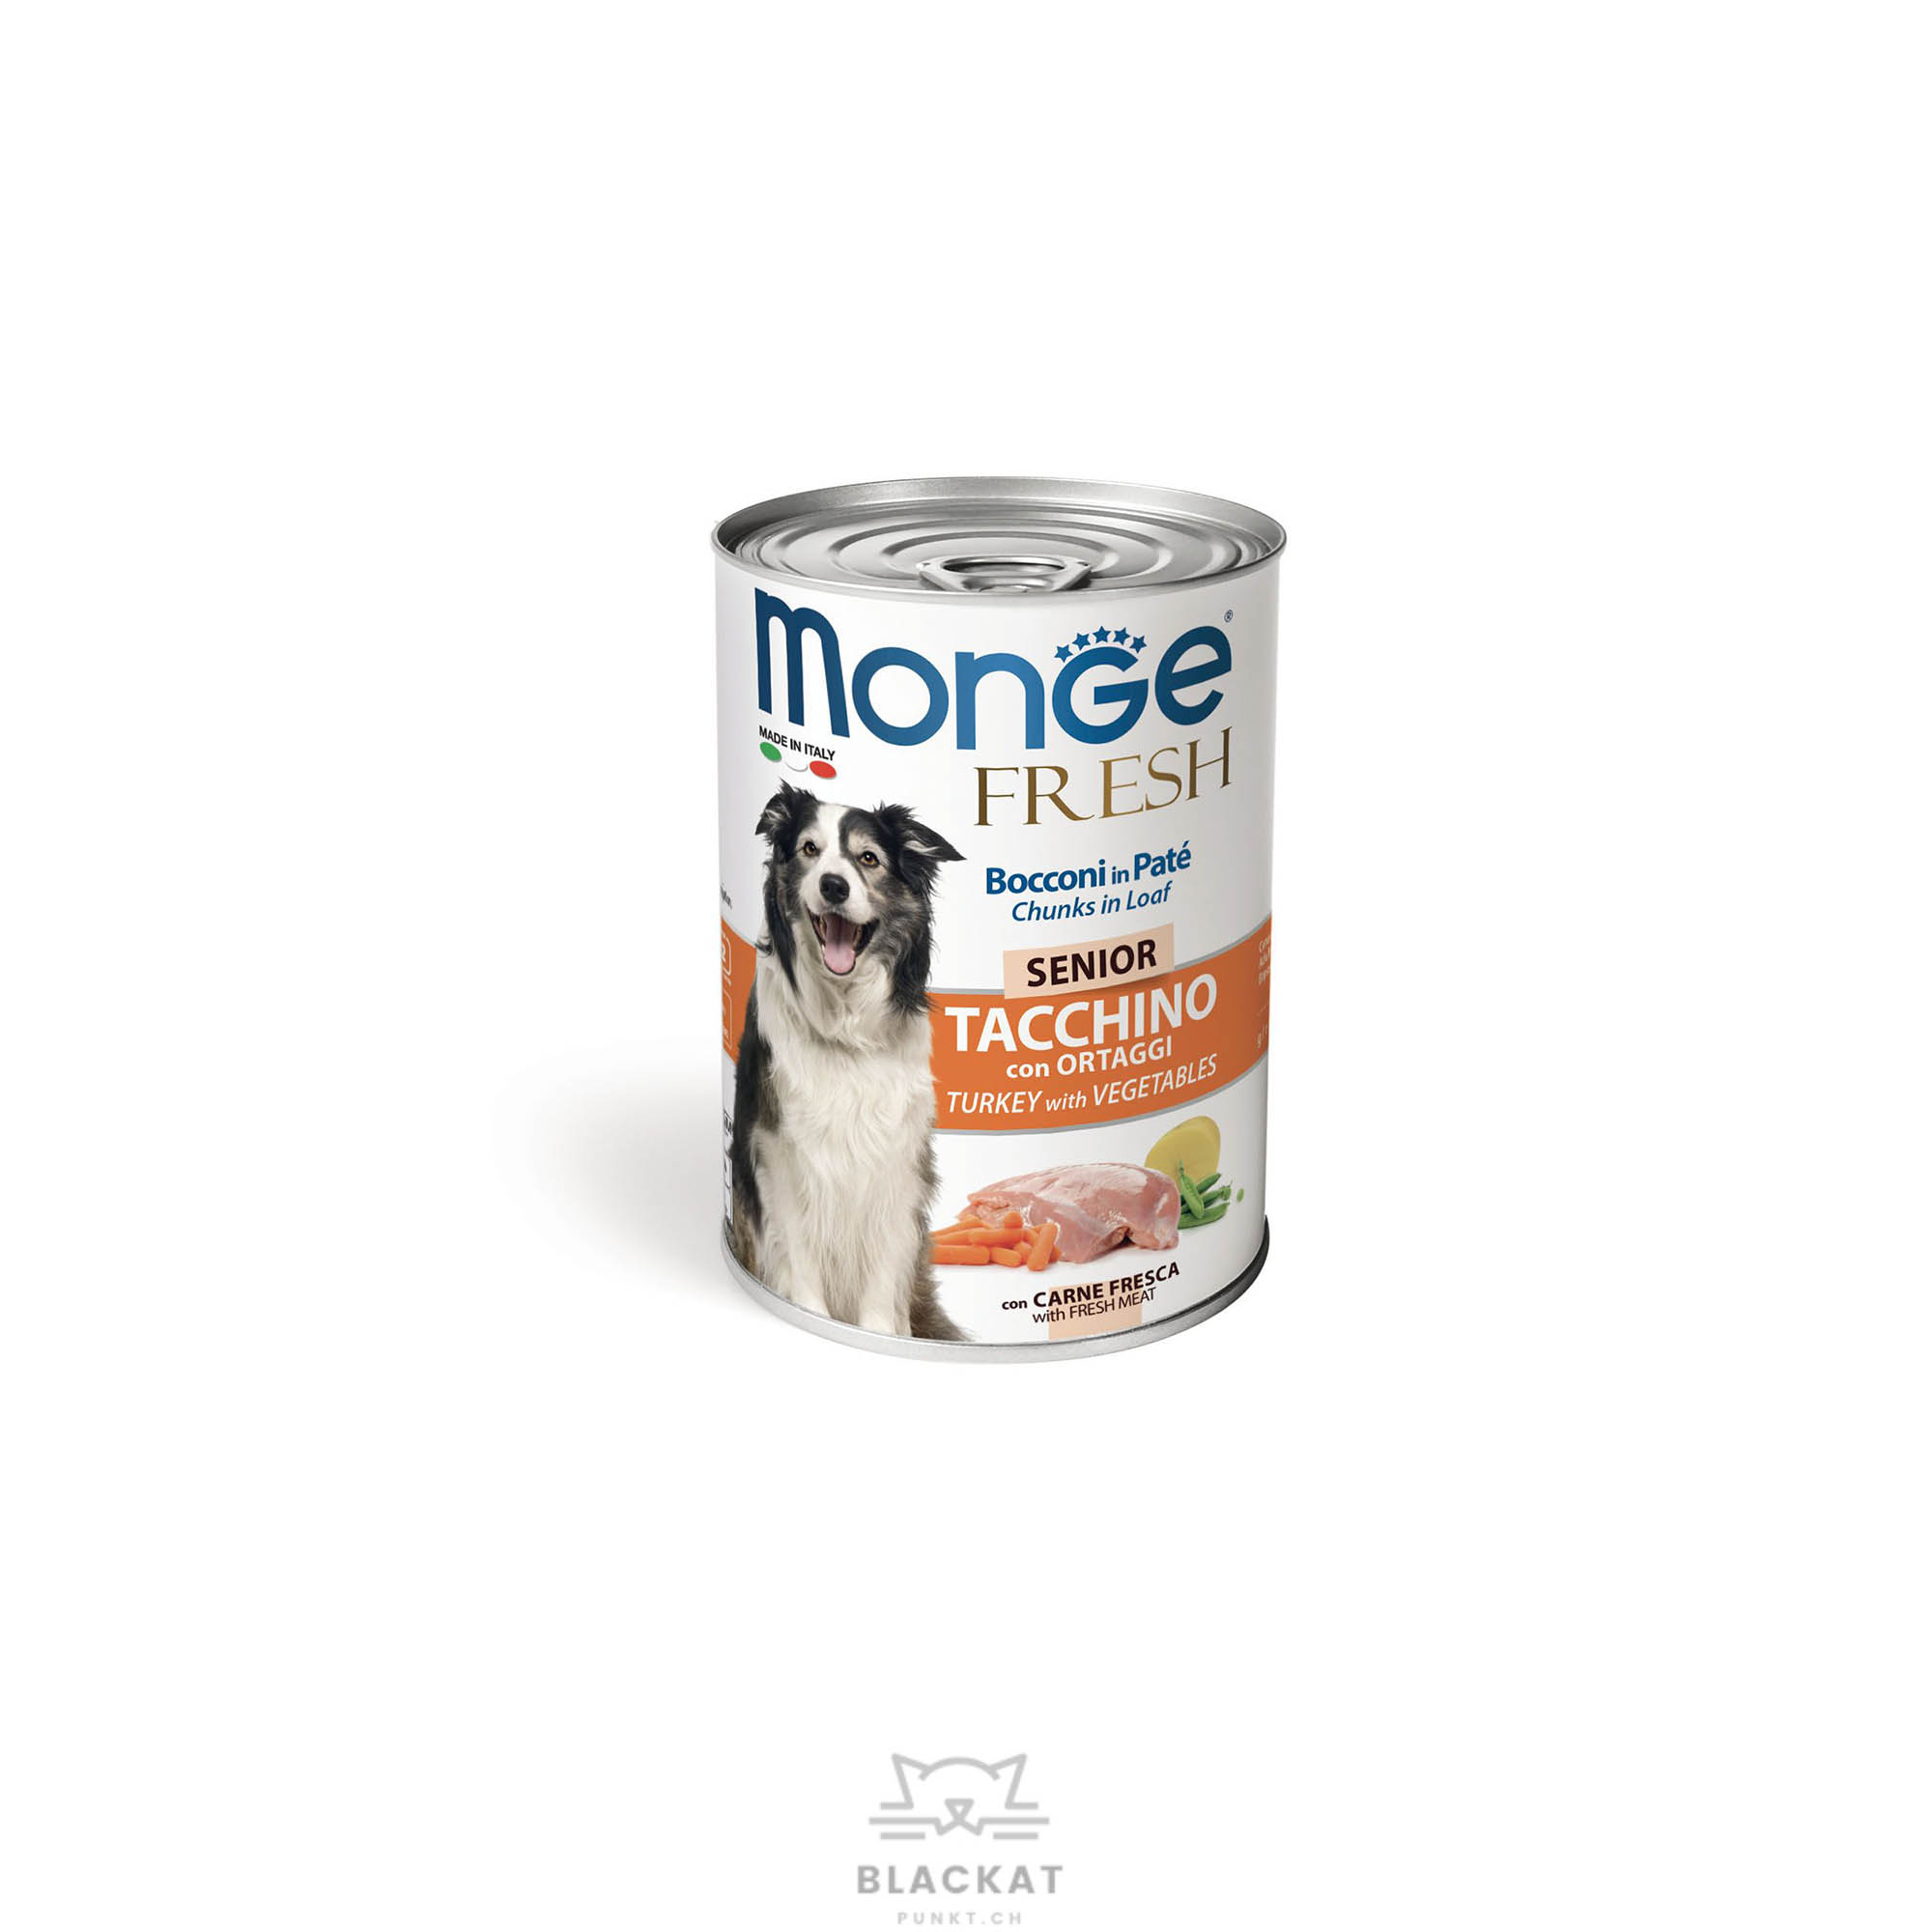 monGe®
MADE IN ITALY
FRESH
Bocconi in Paté
Chunks in Loaf
SENIOR
TACCHINO
con ORTAGGI
TURKEY with VEGETABLES
con CARNE FRESCA
with FRESH MEAT
BLACKAT
PUNKT.CH